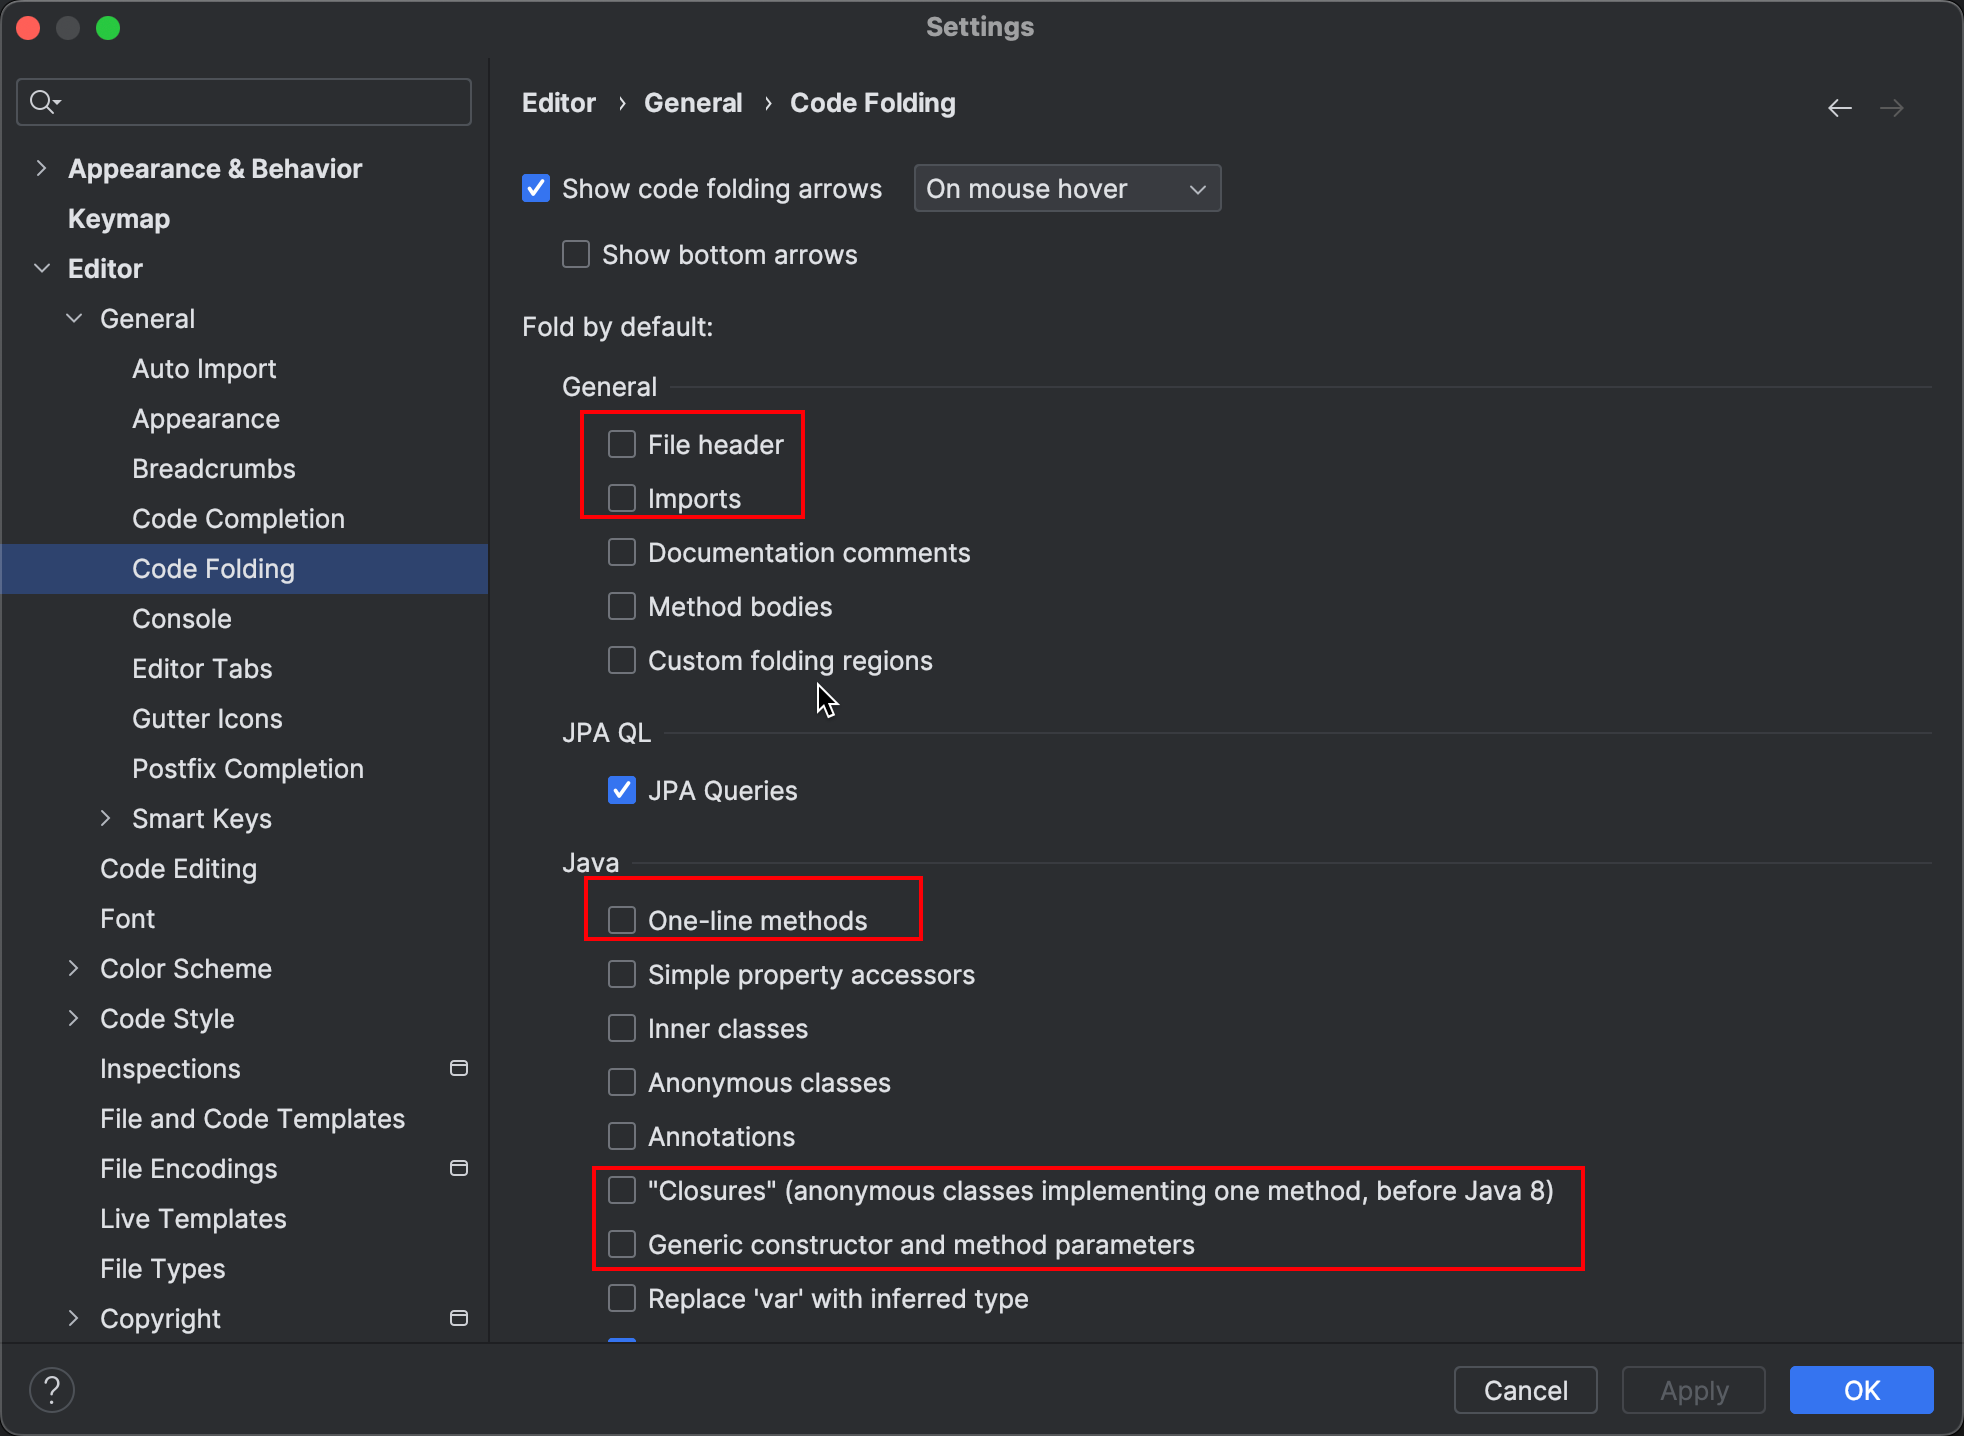 Settings
Appearance & Behavior
Keymap
Editor
General
Auto Import
Appearance
Breadcrumbs
Code Completion
Code Folding
Console
Editor Tabs
Gutter Icons
Postfix Completion
Smart Keys
Code Editing
Font
Color Scheme
Code Style
Inspections
File and Code Templates
File Encodings
Live Templates
File Types
Copyright
Editor › General › Code Folding
Show code folding arrows On mouse hover
Show bottom arrows
Fold by default:
General
File header
Imports
Documentation comments
Method bodies
Custom folding regions
JPA QL
JPA Queries
Java
One-line methods
Simple property accessors
Inner classes
Anonymous classes
Annotations
"Closures" (anonymous classes implementing one method, before Java 8)
Generic constructor and method parameters
Replace 'var' with inferred type
? Cancel Apply OK